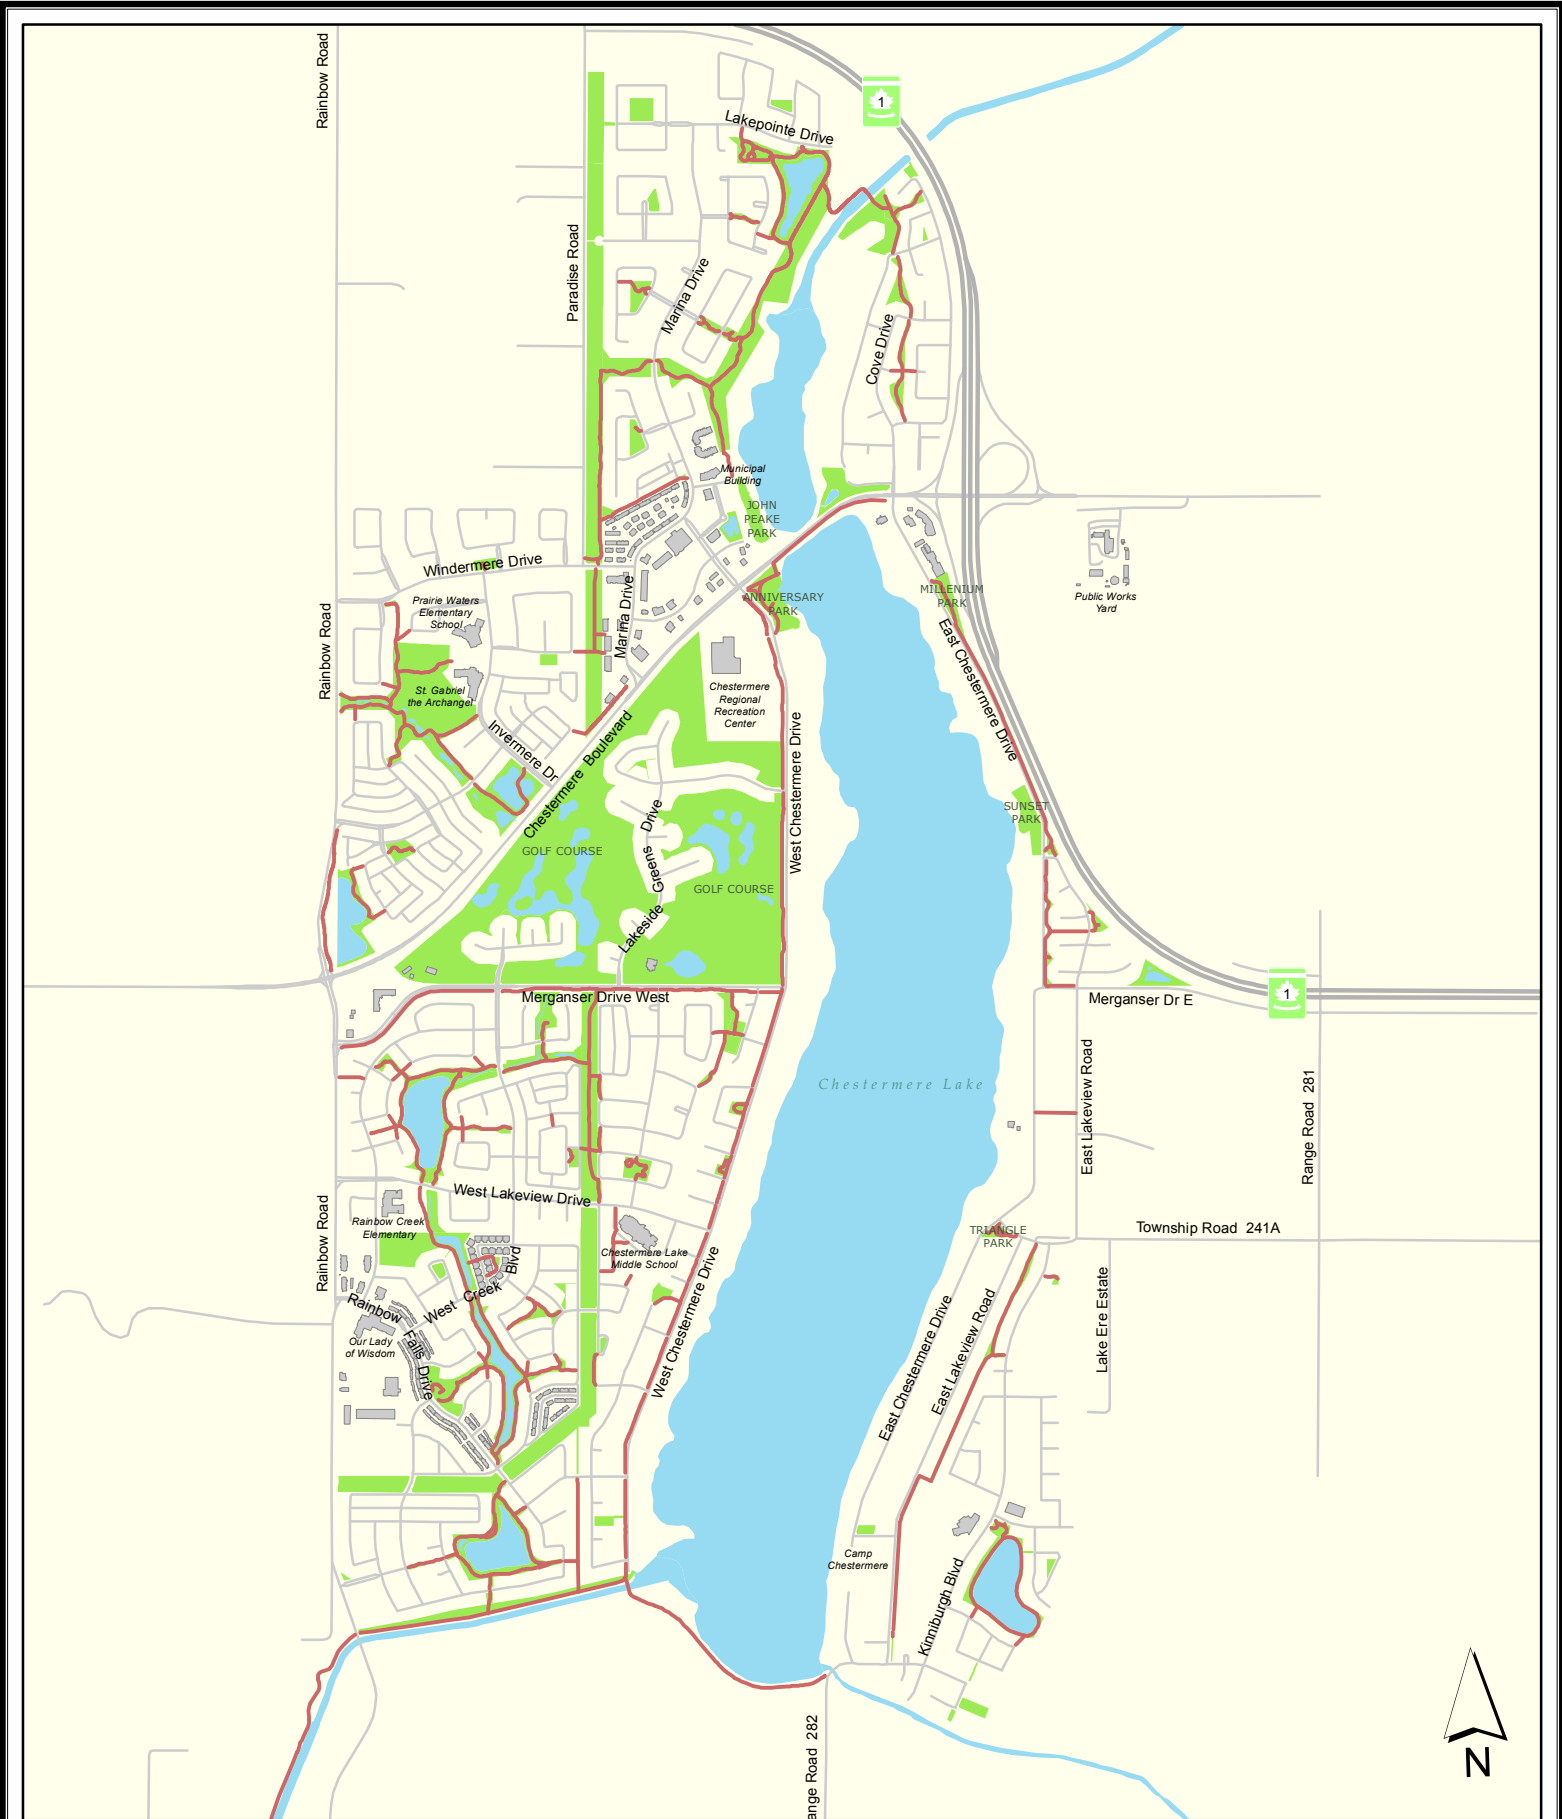 Rainbow Road
1
Lakepointe Drive
Paradise Road
Marina Drive
Cove Drive
Municipal
Building
JOHN
PEAKE
PARK
Windermere Drive
Prairie Waters
Elementary
School
Marina Drive
ANNIVERSARY
PARK
MILLENIUM
PARK
Public Works
Yard
Rainbow Road
St. Gabriel
the Archangel
Chestermere
Regional
Recreation
Center
East Chestermere Drive
Invermere Dr
Chestermere Boulevard
West Chestermere Drive
SUNSET
PARK
GOLF COURSE
Lakeside Greens Drive
GOLF COURSE
Merganser Drive West
Merganser Dr E
1
Chestermere Lake
East Lakeview Road
Range Road 281
West Lakeview Drive
Rainbow Road
Rainbow Creek
Elementary
Chestermere Lake
Middle School
TRIANGLE
PARK
Township Road 241A
West Creek Blvd
Rainbow Falls Drive
Our Lady
of Wisdom
West Chestermere Drive
East Chestermere Drive
East Lakeview Road
Lake Ere Estate
Camp
Chestermere
Kinniburgh Blvd
ange Road 282
N